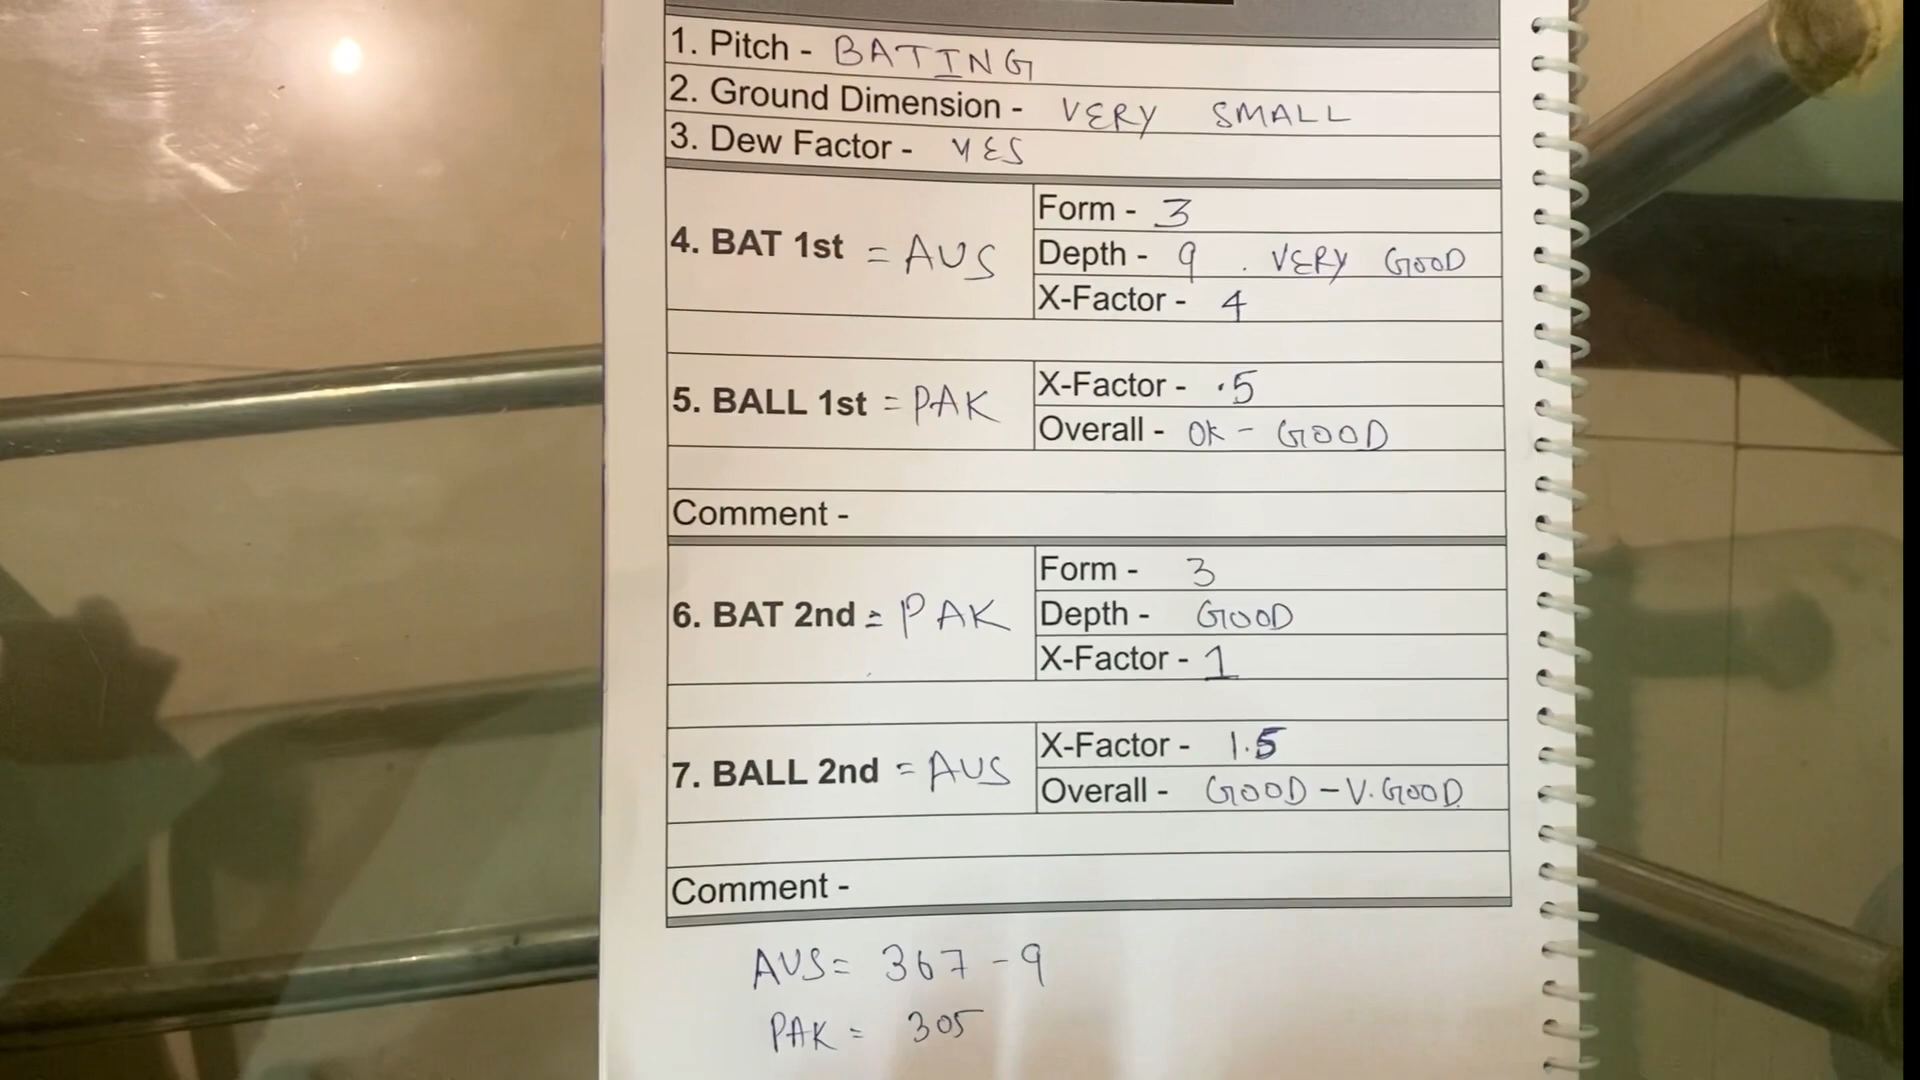 1. Pitch - BATING
2. Ground Dimension - VERY SMALL
3. Dew Factor - YES
4. BAT 1st = AUS
Form - 3
Depth - 9 . VERY GOOD
X-Factor - 4
5. BALL 1st = PAK
X-Factor - .5
Overall - OK - GOOD
Comment -
6. BAT 2nd = PAK
Form - 3
Depth - GOOD
X-Factor - 1
7. BALL 2nd = AUS
X-Factor - 1.5
Overall - GOOD - V. GOOD.
Comment -
AUS = 367 - 9
PAK = 305